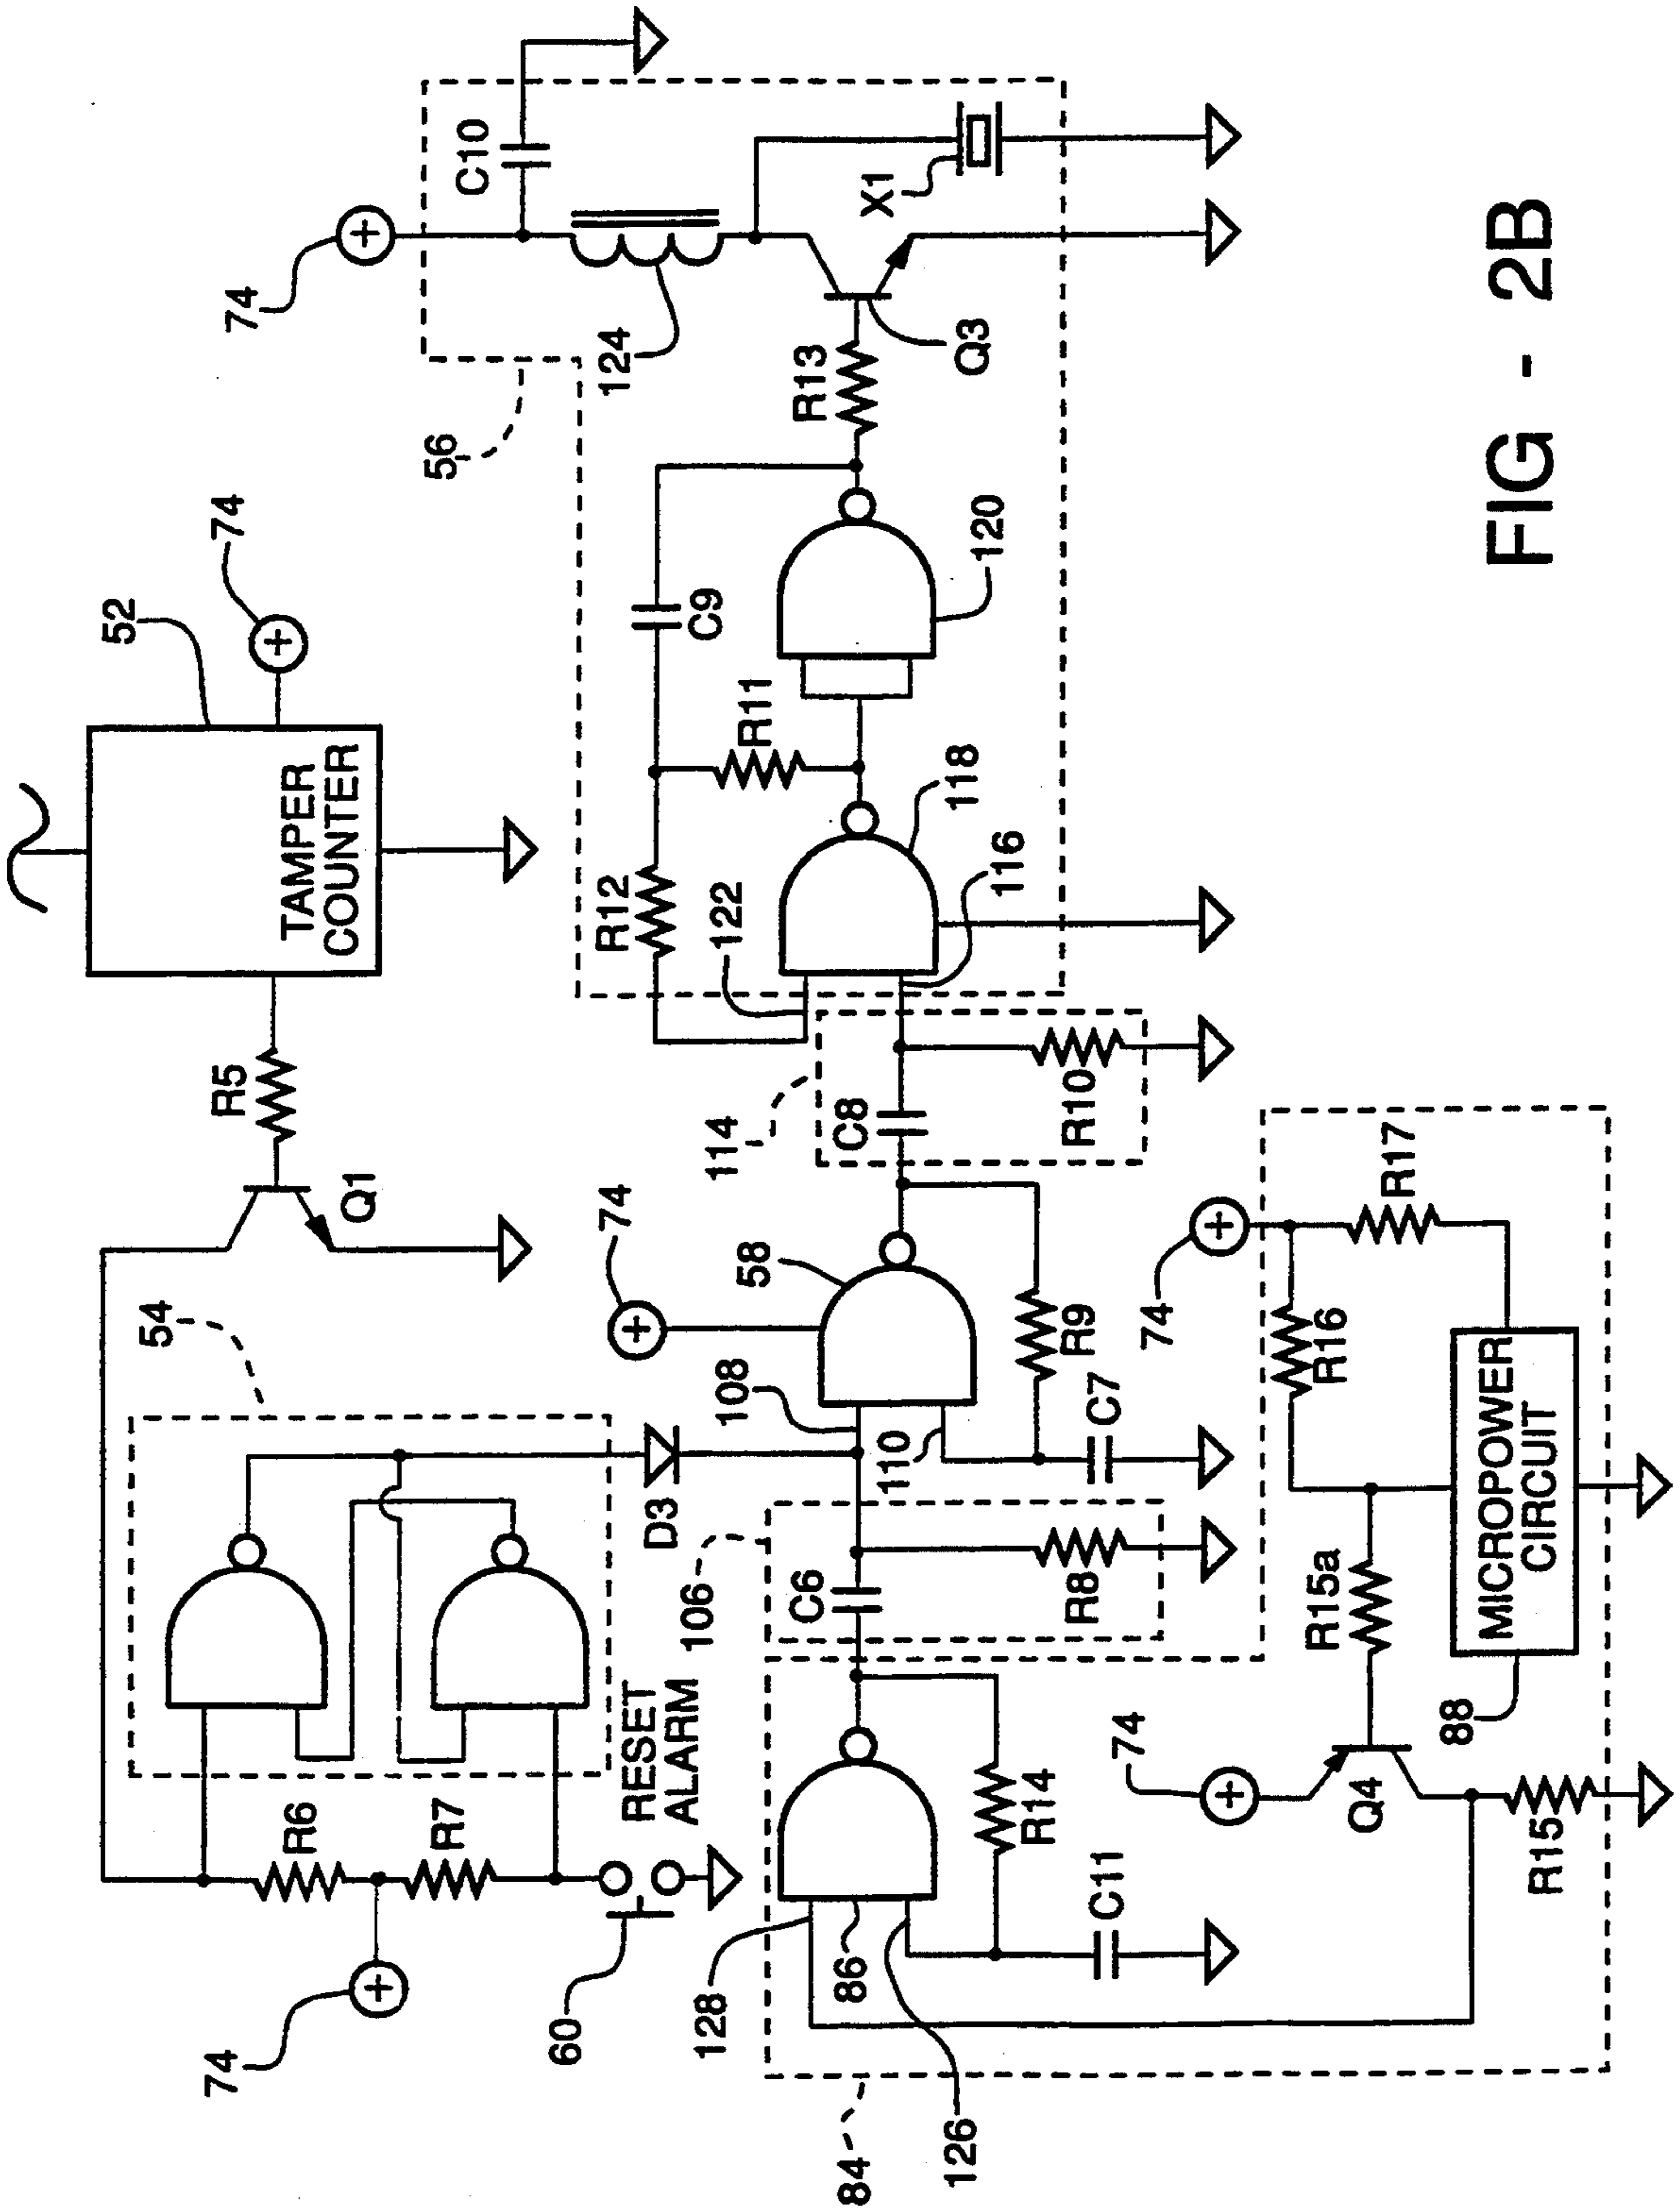 52
74
TAMPER
COUNTER
R5
Q1
54
R6
R7
74
60
RESET
ALARM
D3
74
C10
124
56
X1
Q3
R13
C9
R11
R12
120
118
116
122
114
C8
R10
74
58
108
110
R9
C7
106
C6
R8
128
86
126
R14
C11
84
74
Q4
R15
R15a
R16
R17
74
MICROPOWER
CIRCUIT
88
FIG - 2B